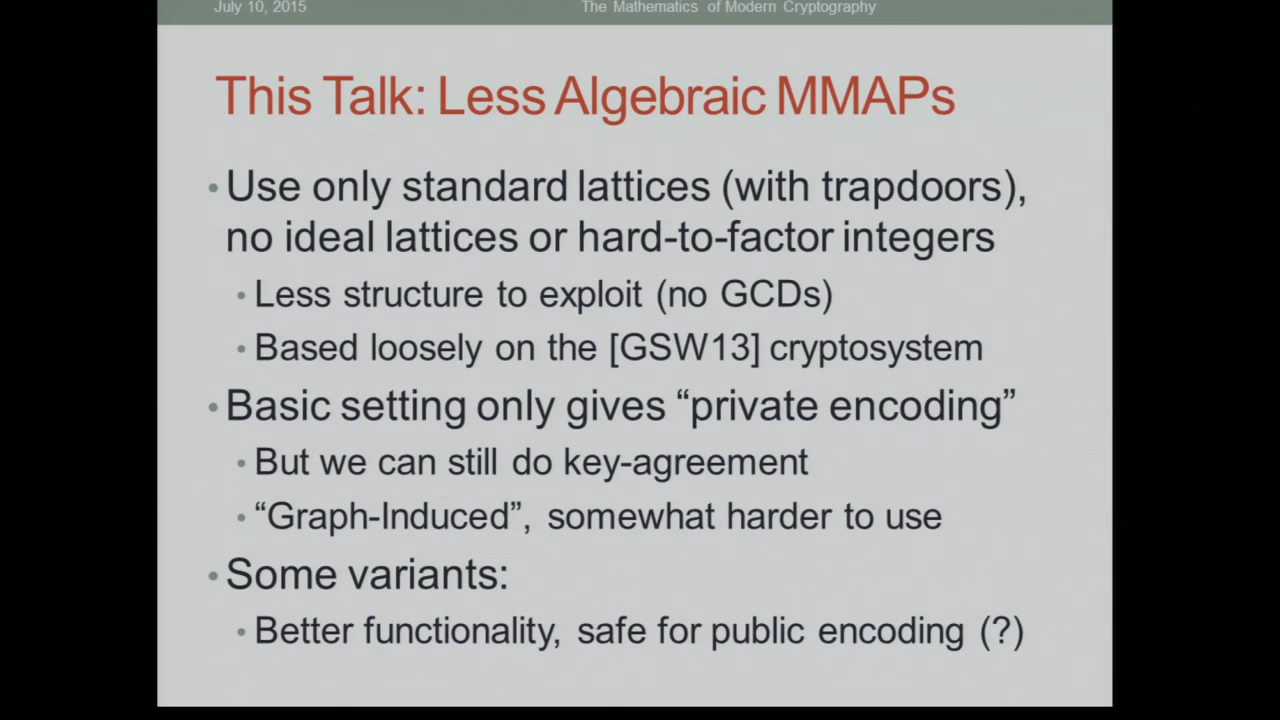 July 10, 2015 The Mathematics of Modern Cryptography
This Talk: Less Algebraic MMAPs
• Use only standard lattices (with trapdoors),
no ideal lattices or hard-to-factor integers
• Less structure to exploit (no GCDs)
• Based loosely on the [GSW13] cryptosystem
• Basic setting only gives “private encoding”
• But we can still do key-agreement
• “Graph-Induced”, somewhat harder to use
• Some variants:
• Better functionality, safe for public encoding (?)